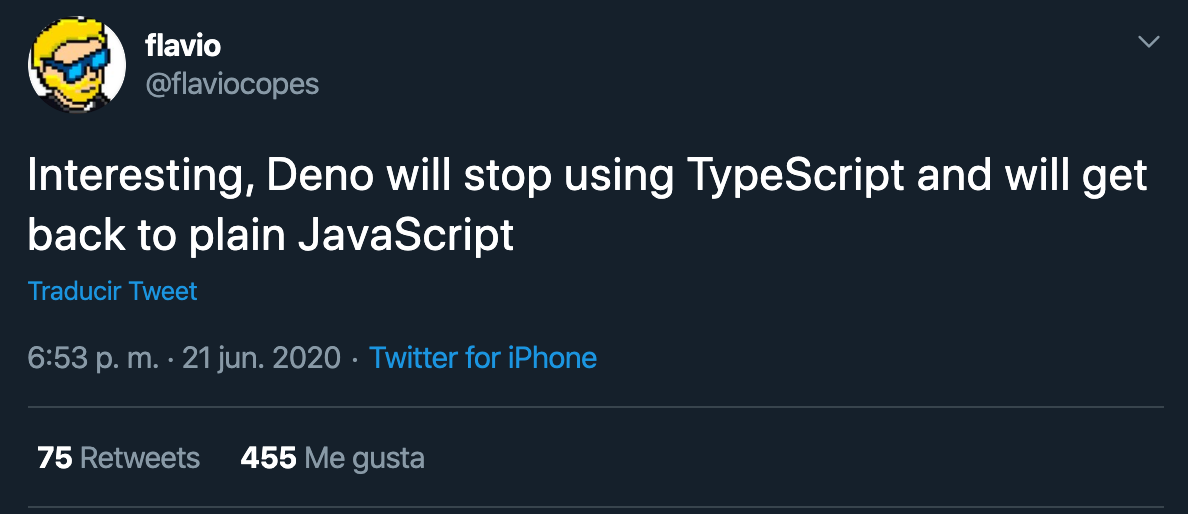 flavio
@flaviocopes
Interesting, Deno will stop using TypeScript and will get
back to plain JavaScript
Traducir Tweet
6:53 p. m. · 21 jun. 2020 · Twitter for iPhone
75 Retweets 455 Me gusta